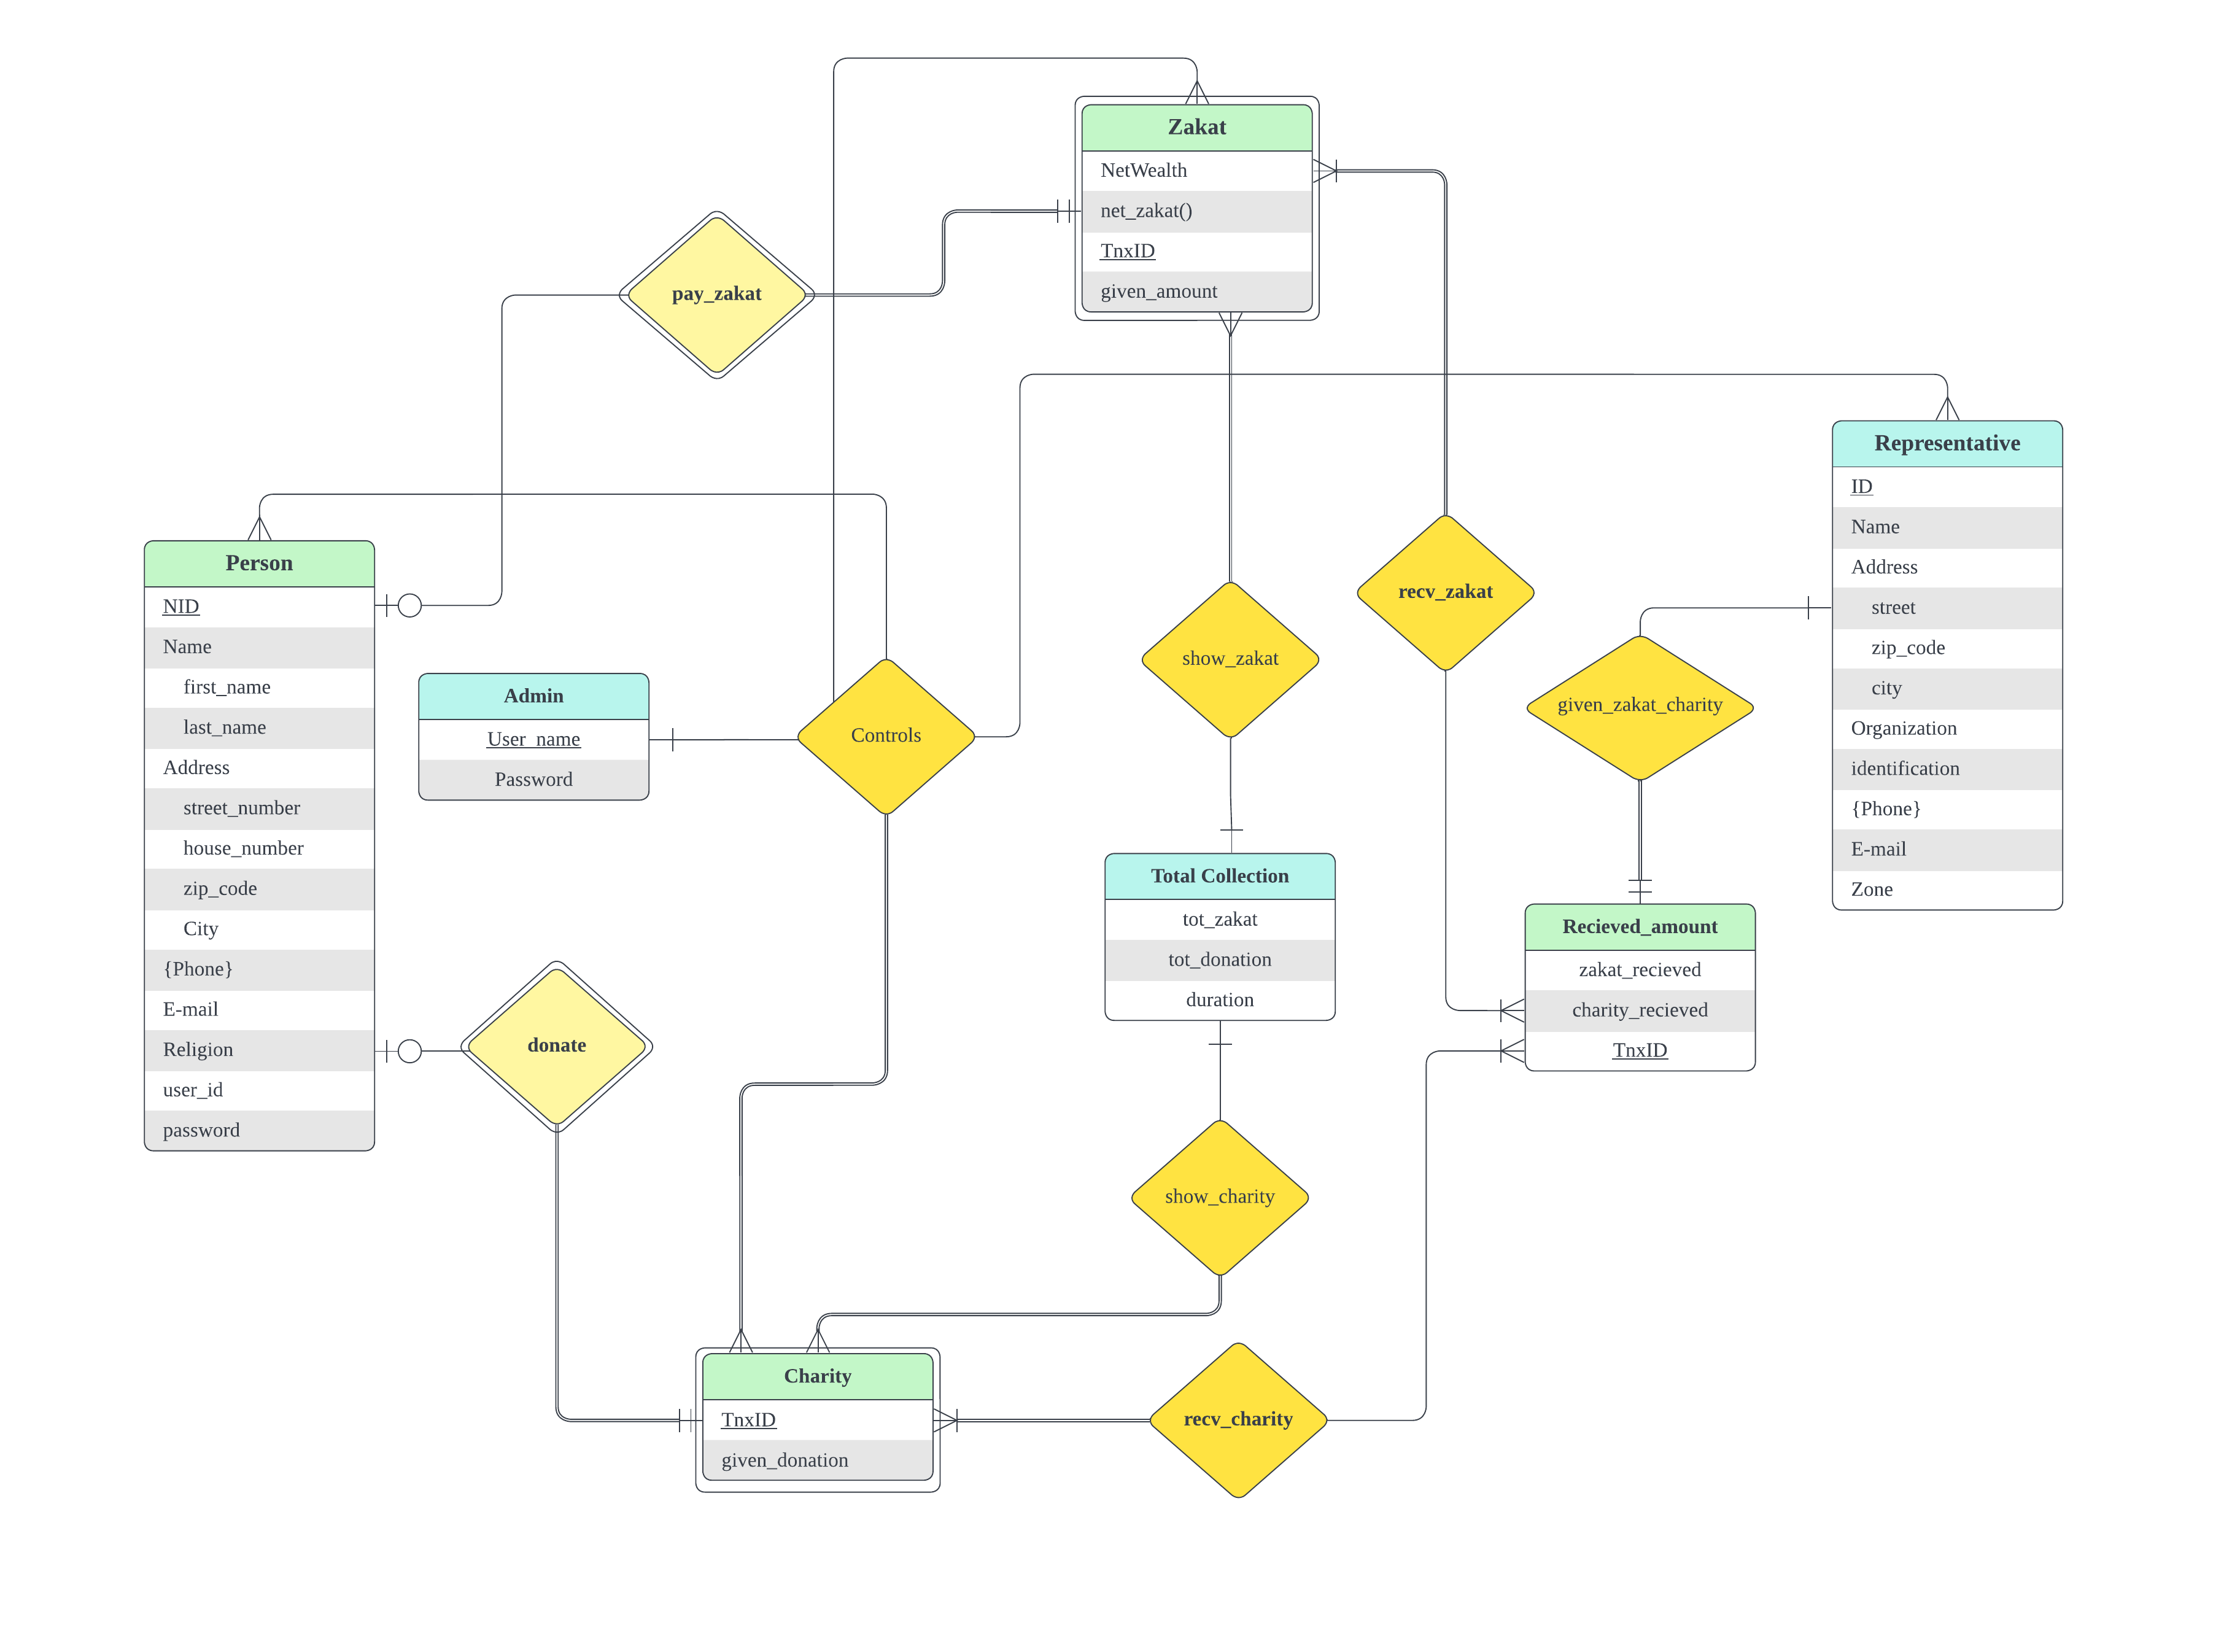 Zakat
NetWealth
net_zakat()
TnxID
given_amount
pay_zakat
Representative
ID
Name
Address
street
zip_code
city
Organization
identification
{Phone}
E-mail
Zone
Person
NID
Name
first_name
last_name
Address
street_number
house_number
zip_code
City
{Phone}
E-mail
Religion
user_id
password
Admin
User_name
Password
Controls
show_zakat
recv_zakat
given_zakat_charity
Total Collection
tot_zakat
tot_donation
duration
Recieved_amount
zakat_recieved
charity_recieved
TnxID
donate
show_charity
Charity
TnxID
given_donation
recv_charity